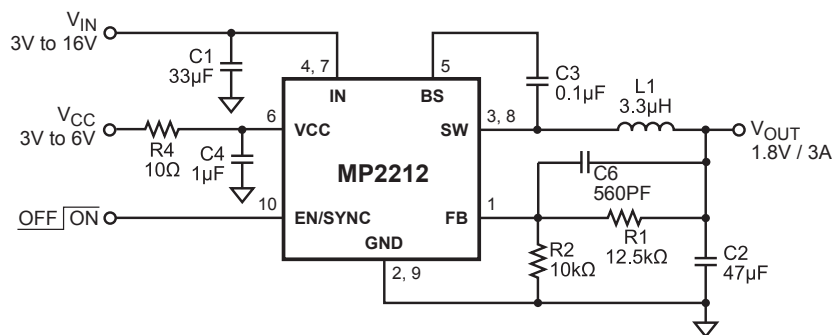 VIN
3V to 16V
C1
33µF
4, 7
IN
5
BS
C3
0.1µF
L1
3.3µH
VCC
3V to 6V
R4
10Ω
C4
1µF
6
VCC
SW
3, 8
VOUT
1.8V / 3A
MP2212
C6
560PF
OFF ON
10
EN/SYNC
FB
1
R1
12.5kΩ
GND
2, 9
R2
10kΩ
C2
47µF